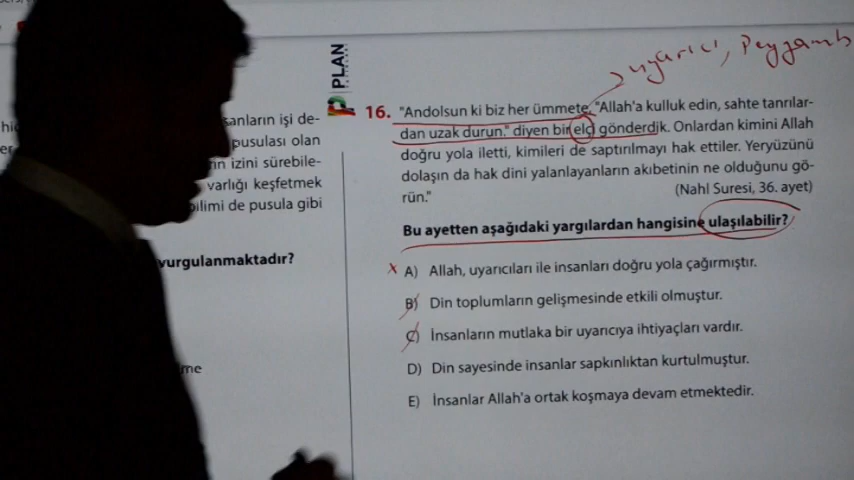 PLAN
uyarıcı, Peygamb
sanların işi de-
pusulası olan
izini sürebile-
varlığı keşfetmek
bilimi de pusula gibi
vurgulanmaktadır?
me
16. "Andolsun ki biz her ümmete, "Allah'a kulluk edin, sahte tanrılar-
dan uzak durun." diyen bir elçi gönderdik. Onlardan kimini Allah
doğru yola iletti, kimileri de saptırılmayı hak ettiler. Yeryüzünü
dolaşın da hak dini yalanlayanların akıbetinin ne olduğunu gö-
rün."
(Nahl Suresi, 36. ayet)
Bu ayetten aşağıdaki yargılardan hangisine ulaşılabilir?
A) Allah, uyarıcıları ile insanları doğru yola çağırmıştır.
B) Din toplumların gelişmesinde etkili olmuştur.
C) İnsanların mutlaka bir uyarıcıya ihtiyaçları vardır.
D) Din sayesinde insanlar sapkınlıktan kurtulmuştur.
E) İnsanlar Allah'a ortak koşmaya devam etmektedir.